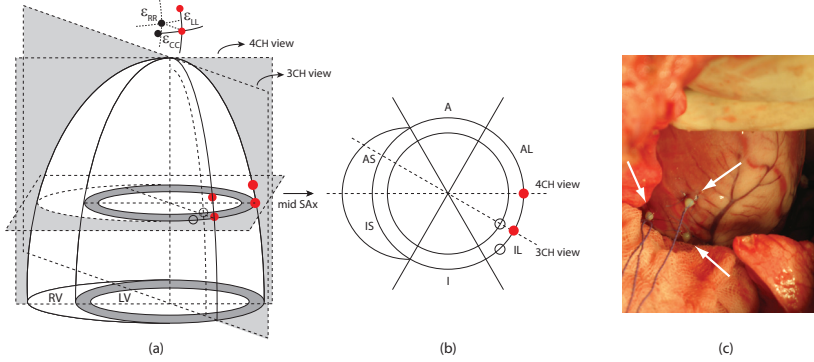 εRR
εLL
εCC
4CH view
3CH view
mid SAx
RV
LV
(a)
A
AS
AL
4CH view
IS
IL
3CH view
I
(b)
(c)